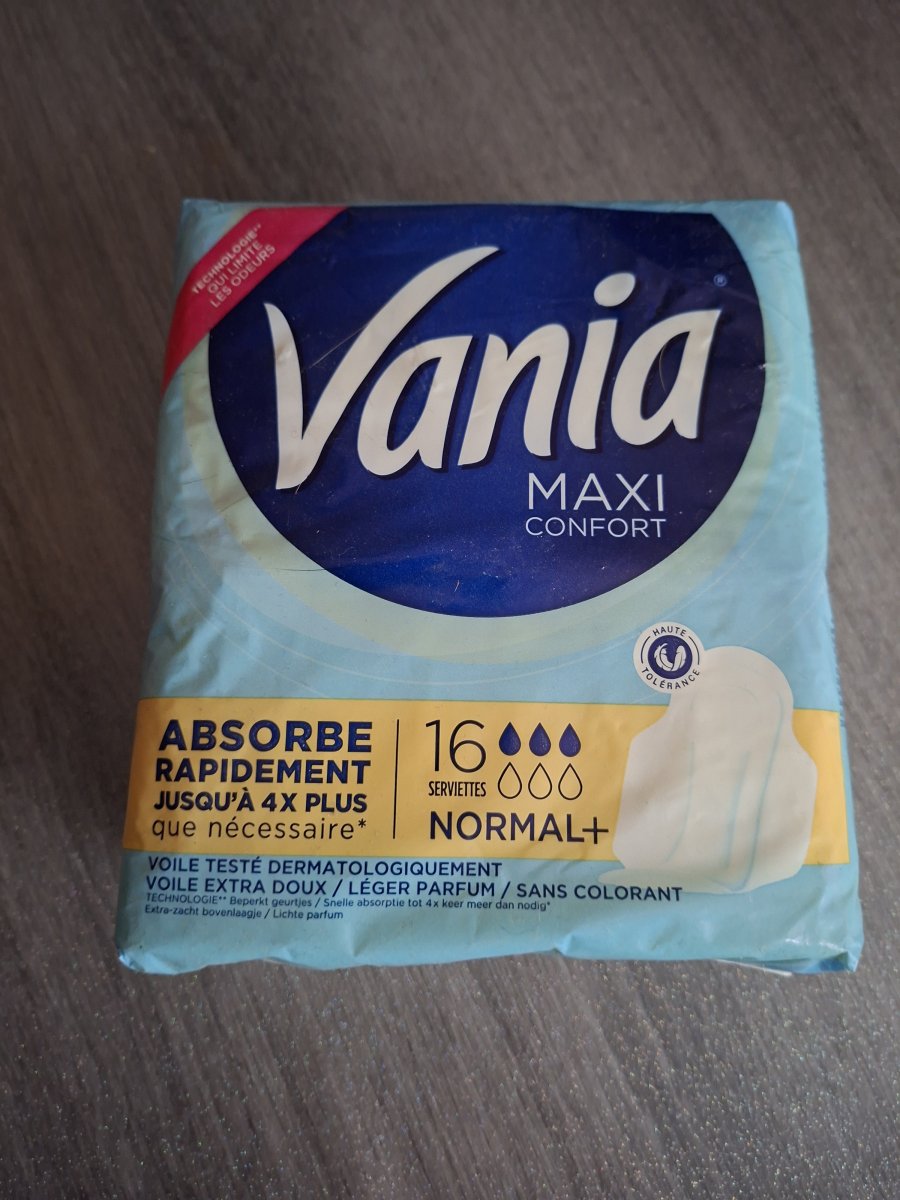 TECHNOLOGIE**
QUI LIMITE
LES ODEURS
Vania®
MAXI
CONFORT
HAUTE
TOLÉRANCE
ABSORBE
RAPIDEMENT
JUSQU'À 4X PLUS
que nécessaire*
16
SERVIETTES
NORMAL+
VOILE TESTÉ DERMATOLOGIQUEMENT
VOILE EXTRA DOUX / LÉGER PARFUM / SANS COLORANT
TECHNOLOGIE** Beperkt geurtjes / Snelle absorptie tot 4x keer meer dan nodig*
Extra-zacht bovenlaagje / Lichte parfum